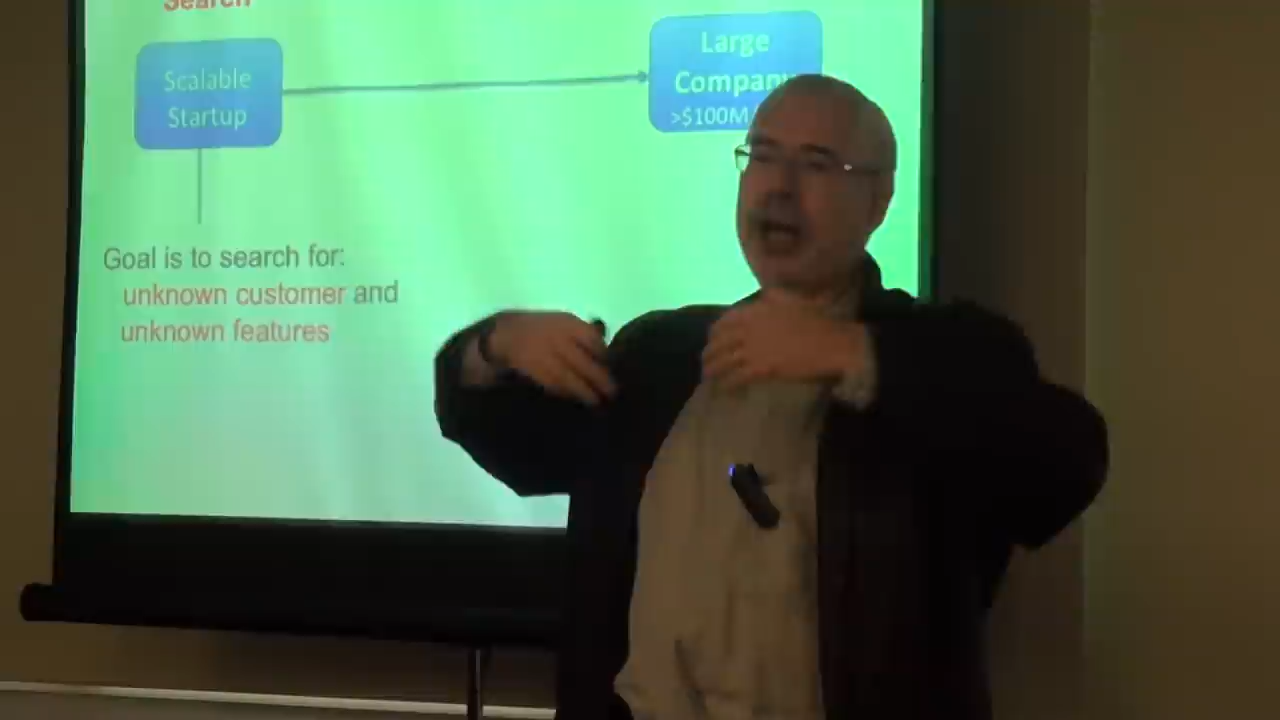 Search
Scalable
Startup
Large
Company
>$100M
Goal is to search for:
unknown customer and
unknown features